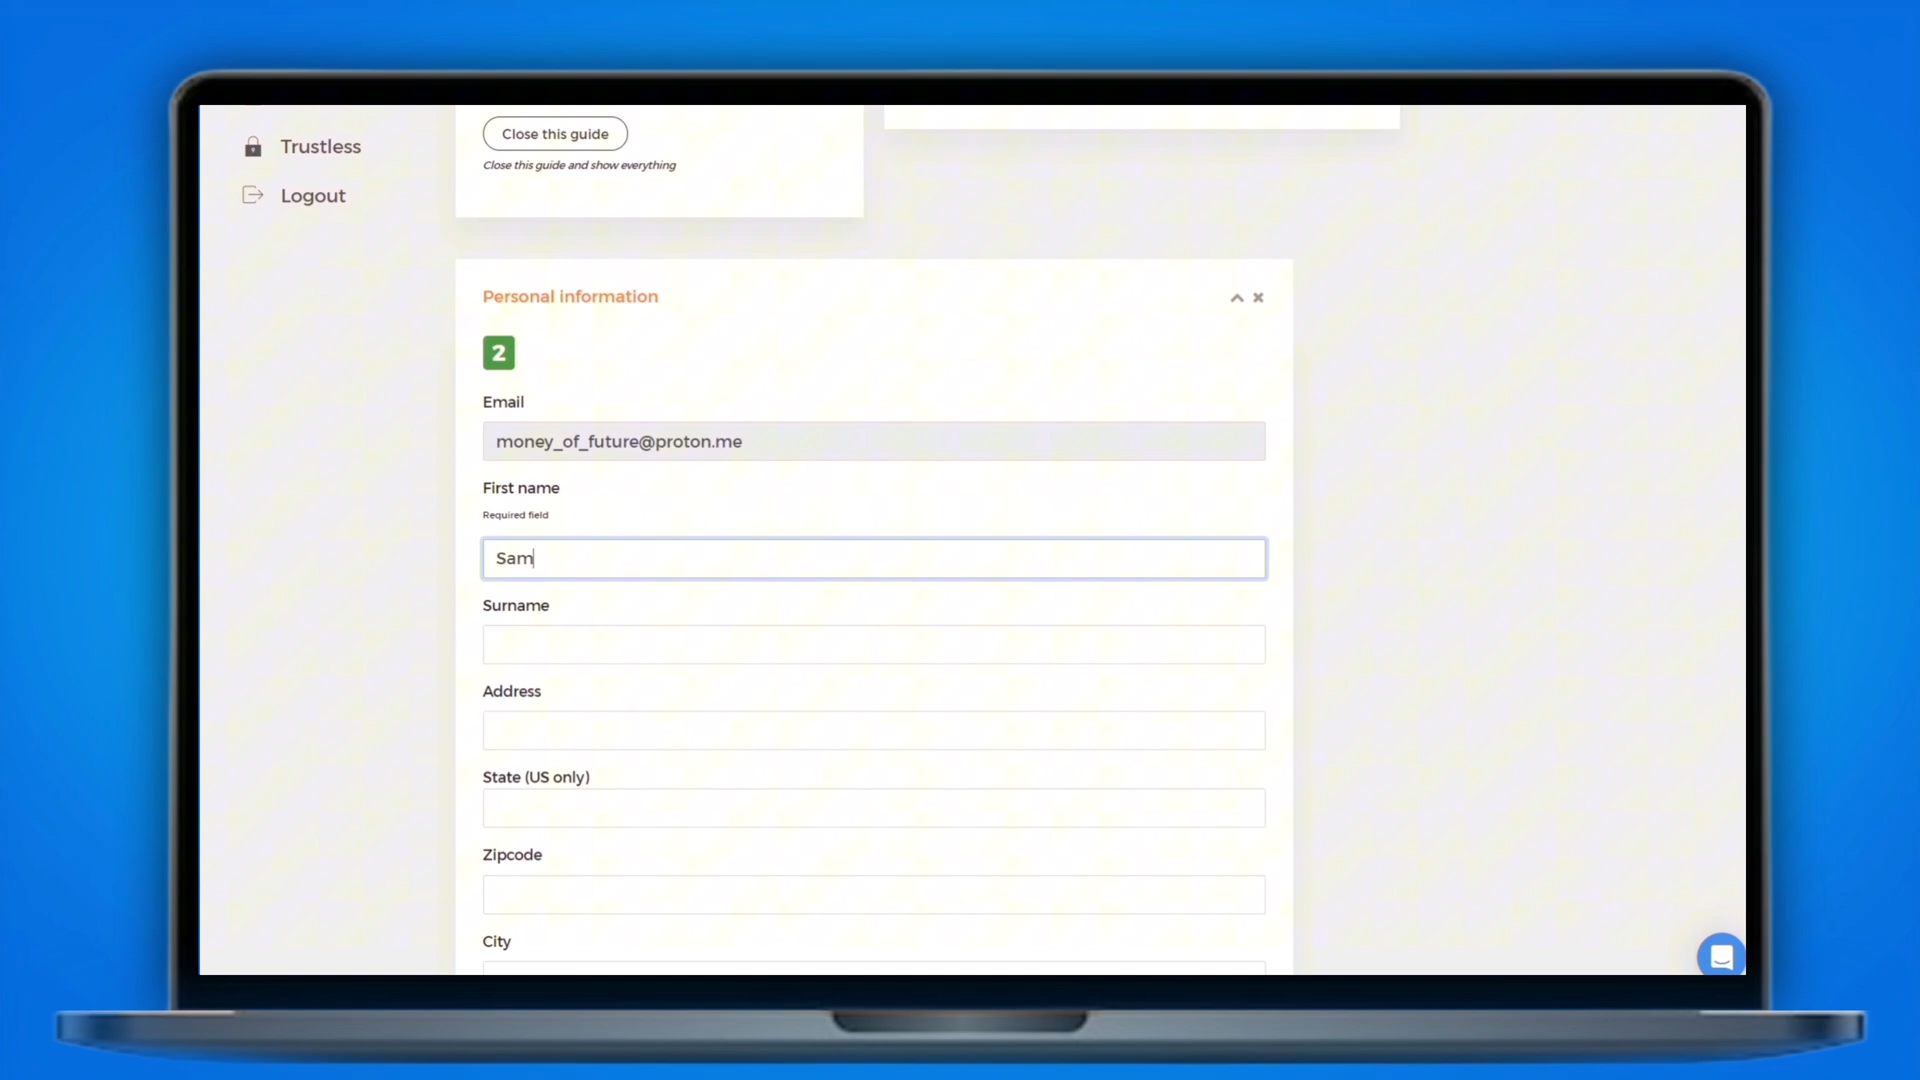 Trustless
Logout
Close this guide
Close this guide and show everything
Personal information
2
Email
money_of_future@proton.me
First name
Required field
Sam
Surname
Address
State (US only)
Zipcode
City